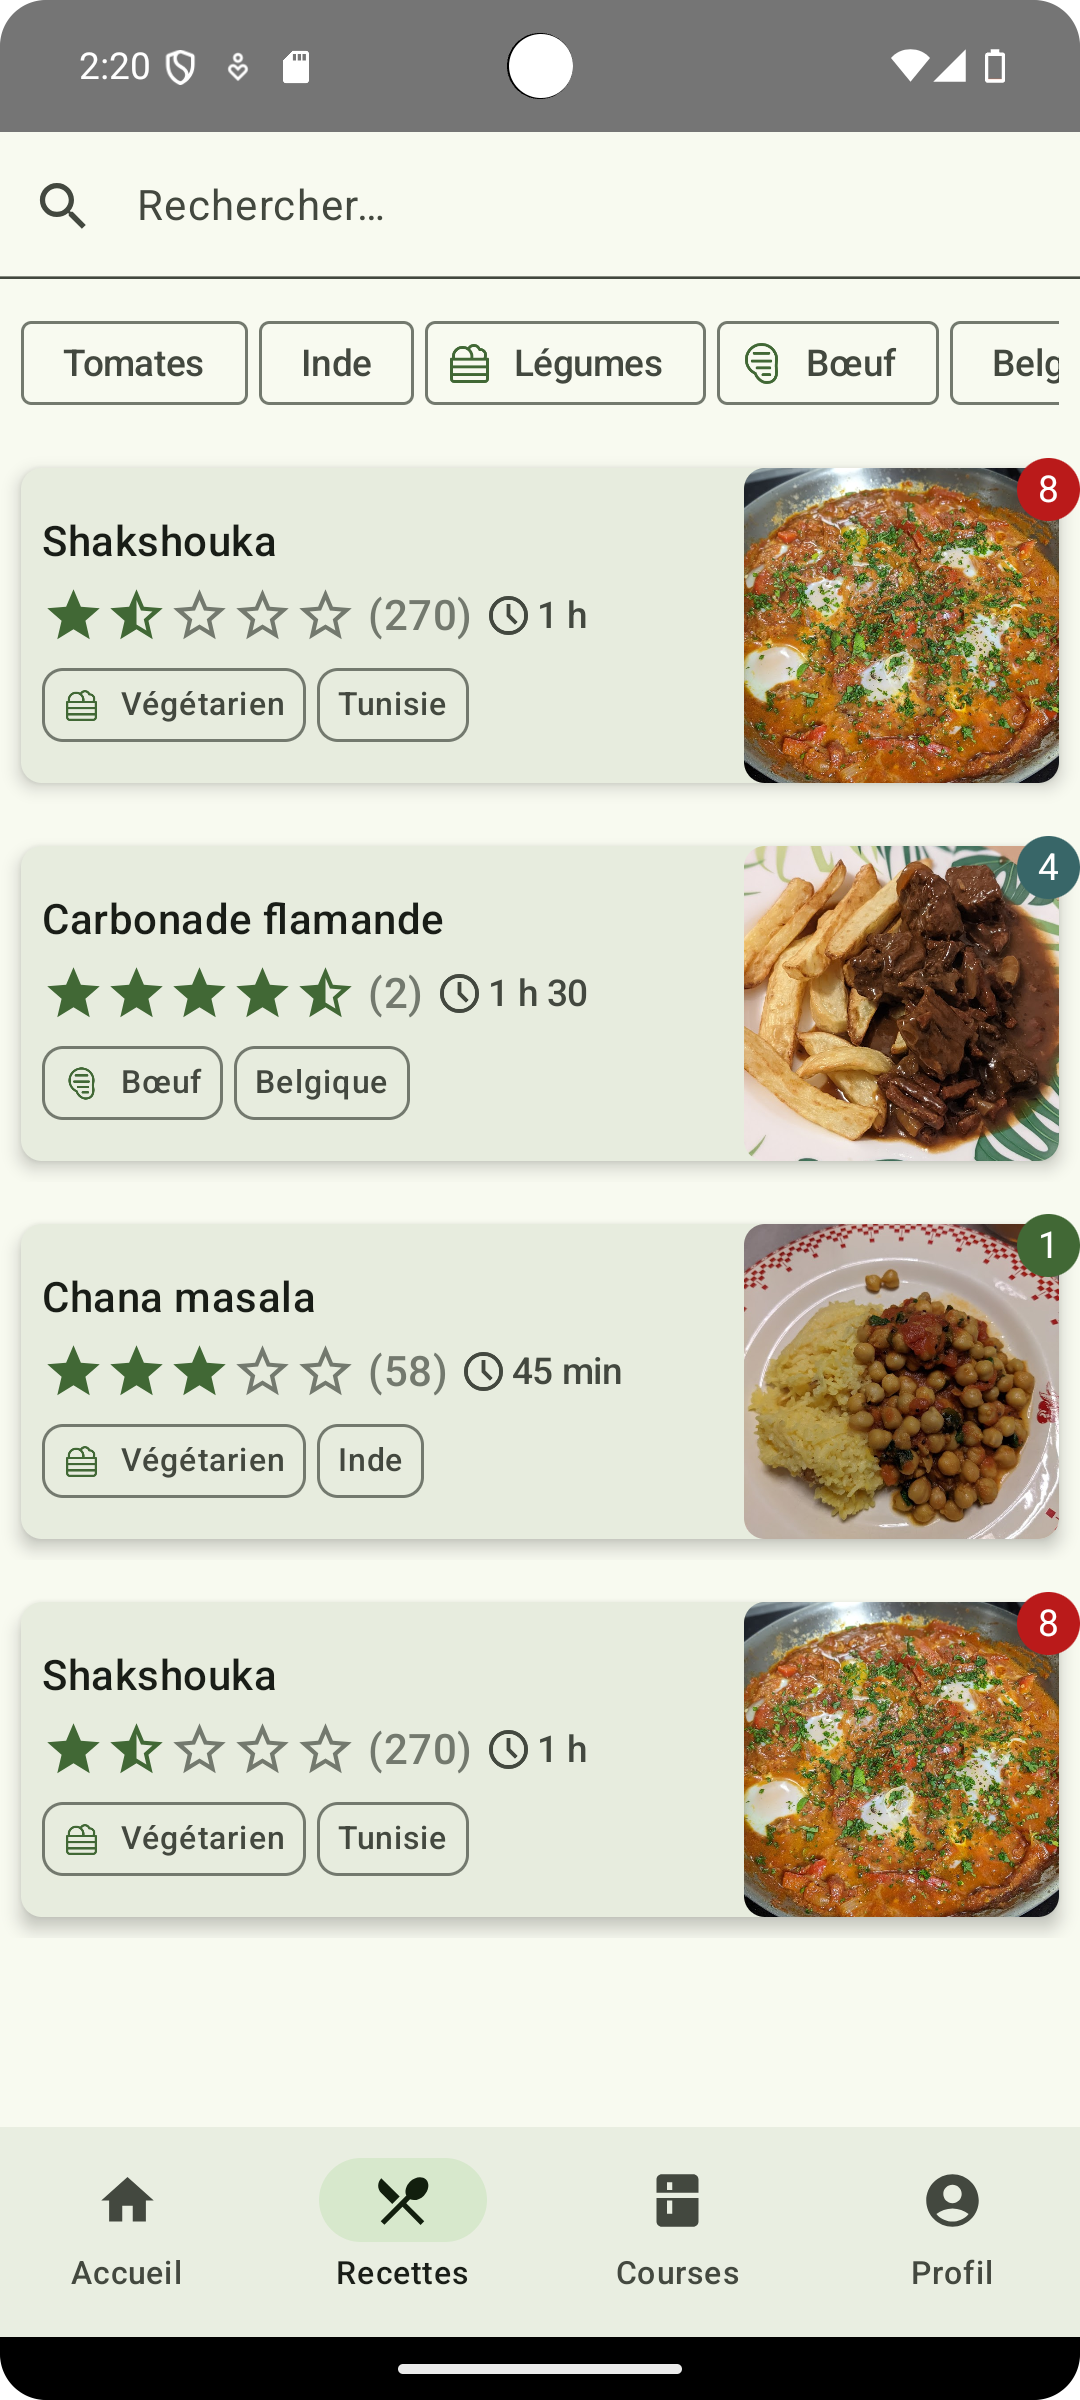 2:20
Rechercher…
Tomates Inde Légumes Bœuf Belg
8
Shakshouka
(270) 1 h
Végétarien Tunisie
4
Carbonade flamande
(2) 1 h 30
Bœuf Belgique
1
Chana masala
(58) 45 min
Végétarien Inde
8
Shakshouka
(270) 1 h
Végétarien Tunisie
Accueil Recettes Courses Profil